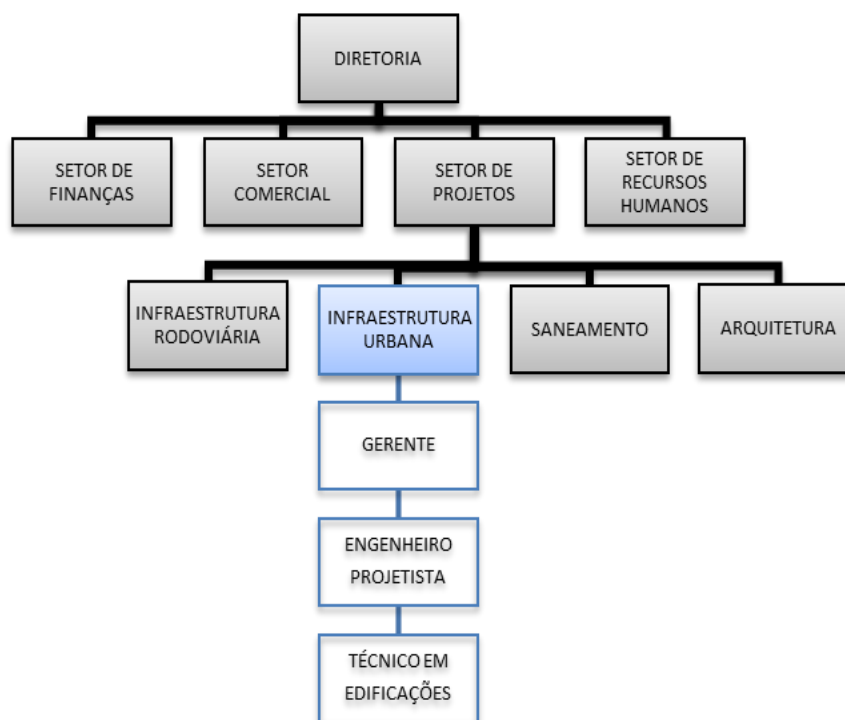 DIRETORIA
SETOR DE
FINANÇAS
SETOR
COMERCIAL
SETOR DE
PROJETOS
SETOR DE
RECURSOS
HUMANOS
INFRAESTRUTURA
RODOVIÁRIA
INFRAESTRUTURA
URBANA
SANEAMENTO
ARQUITETURA
GERENTE
ENGENHEIRO
PROJETISTA
TÉCNICO EM
EDIFICAÇÕES